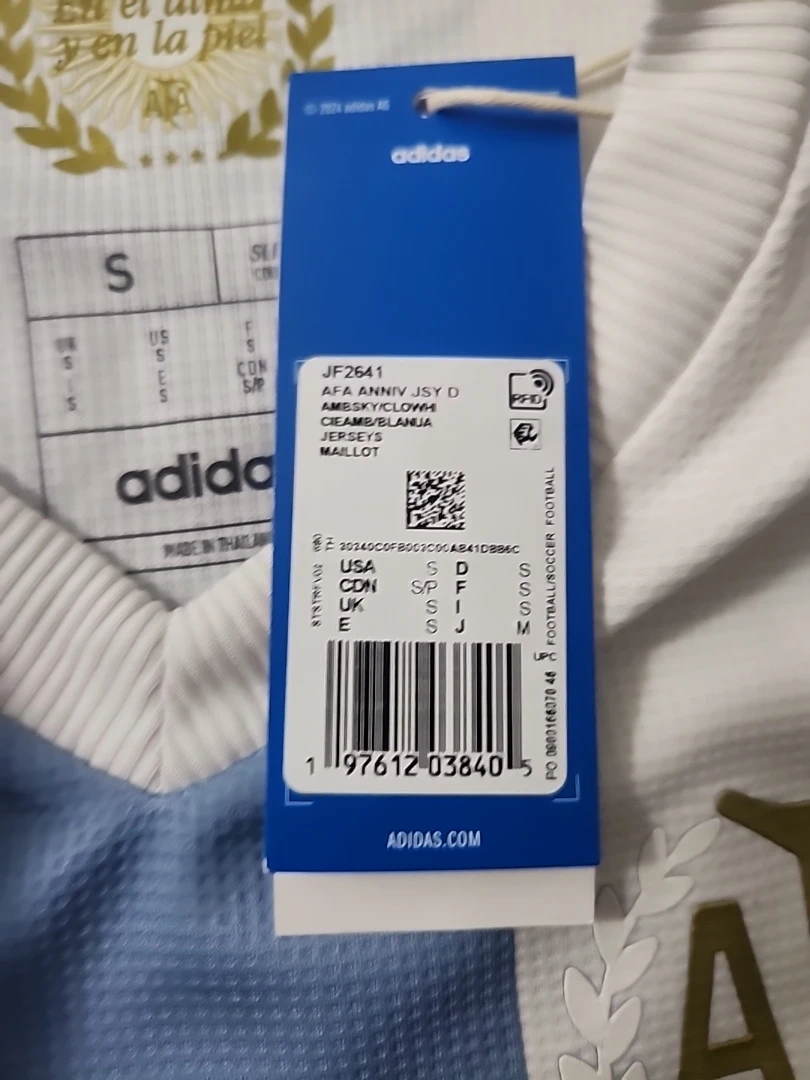 En el alma
y en la piel
AFA
S
UK
US
F
S
S
S
I
E
CDN
S
S
S/P
adidas
MADE IN THAILAND
© 2024 adidas AG
adidas
JF2641
AFA ANNIV JSY D
AMBSKY/CLOWHI
CIEAMB/BLANUA
JERSEYS
MAILLOT
RFID
TH
USA S D S
CDN S/P F S
UK S I S
E S J M
UPC
1 97612 03840 5
FOOTBALL/SOCCER FOOTBALL
ADIDAS.COM
A